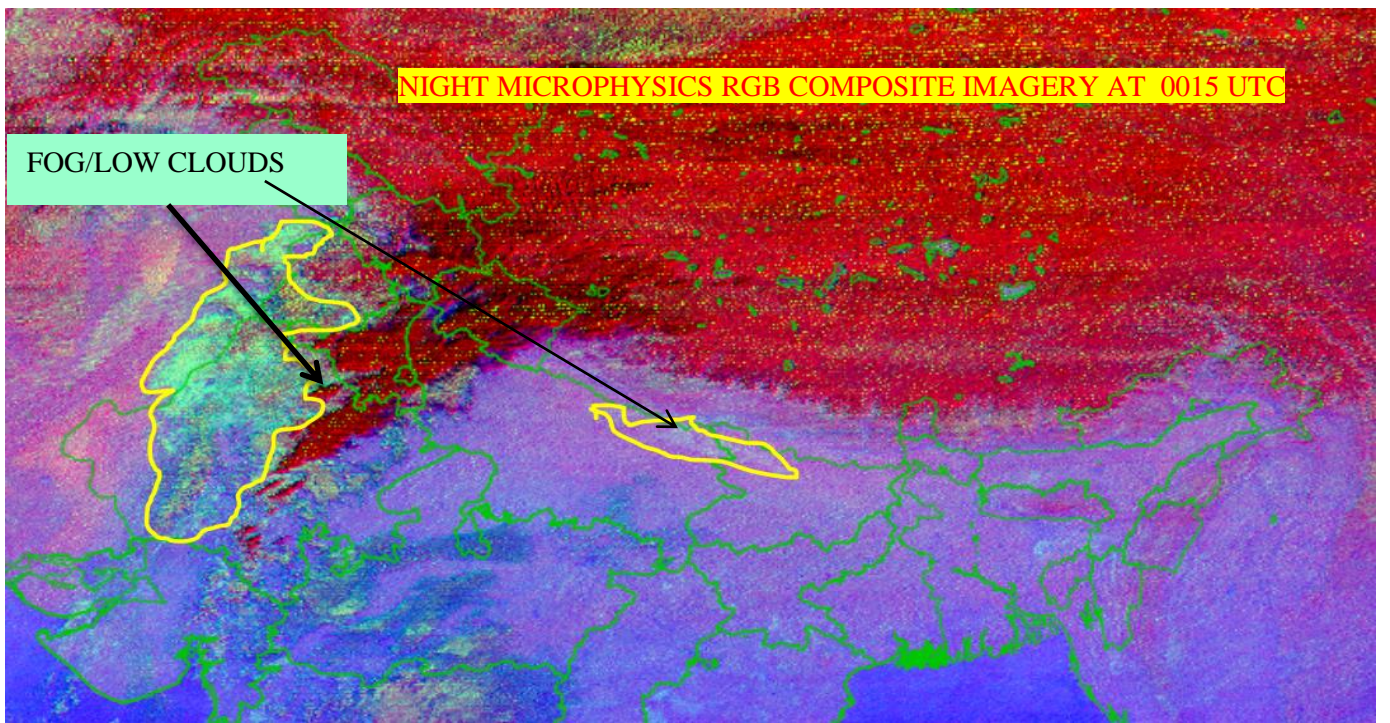 NIGHT MICROPHYSICS RGB COMPOSITE IMAGERY AT 0015 UTC
FOG/LOW CLOUDS